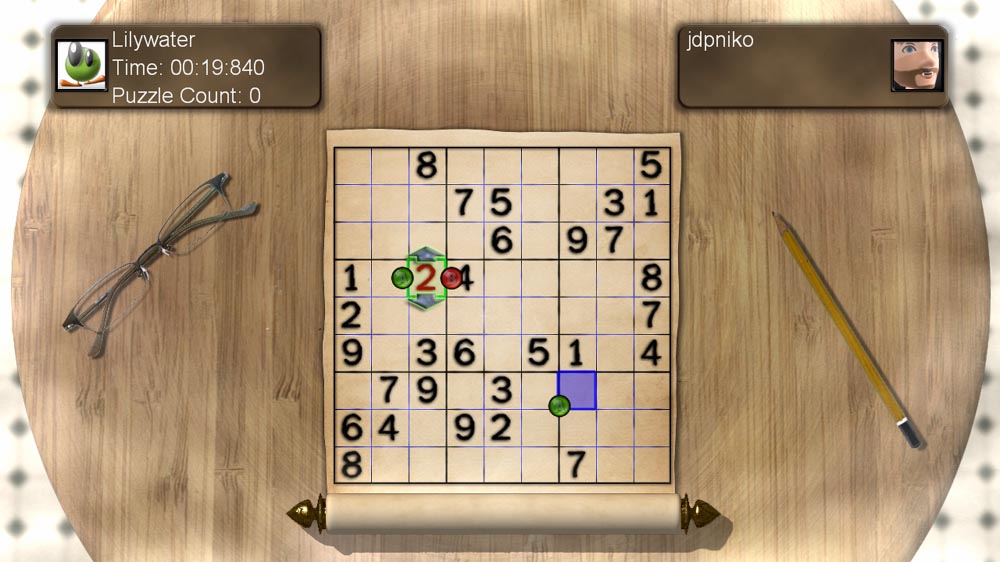 Lilywater
Time: 00:19:840
Puzzle Count: 0
jdpniko
8 5
7 5 3 1
6 9 7
1 2 4 8
2 7
9 3 6 5 1 4
7 9 3
6 4 9 2
8 7